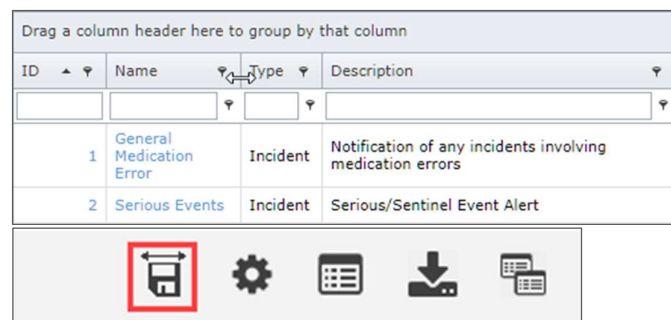 Drag a column header here to group by that column
ID Name Type Description
1 General Medication Error Incident Notification of any incidents involving medication errors
2 Serious Events Incident Serious/Sentinel Event Alert